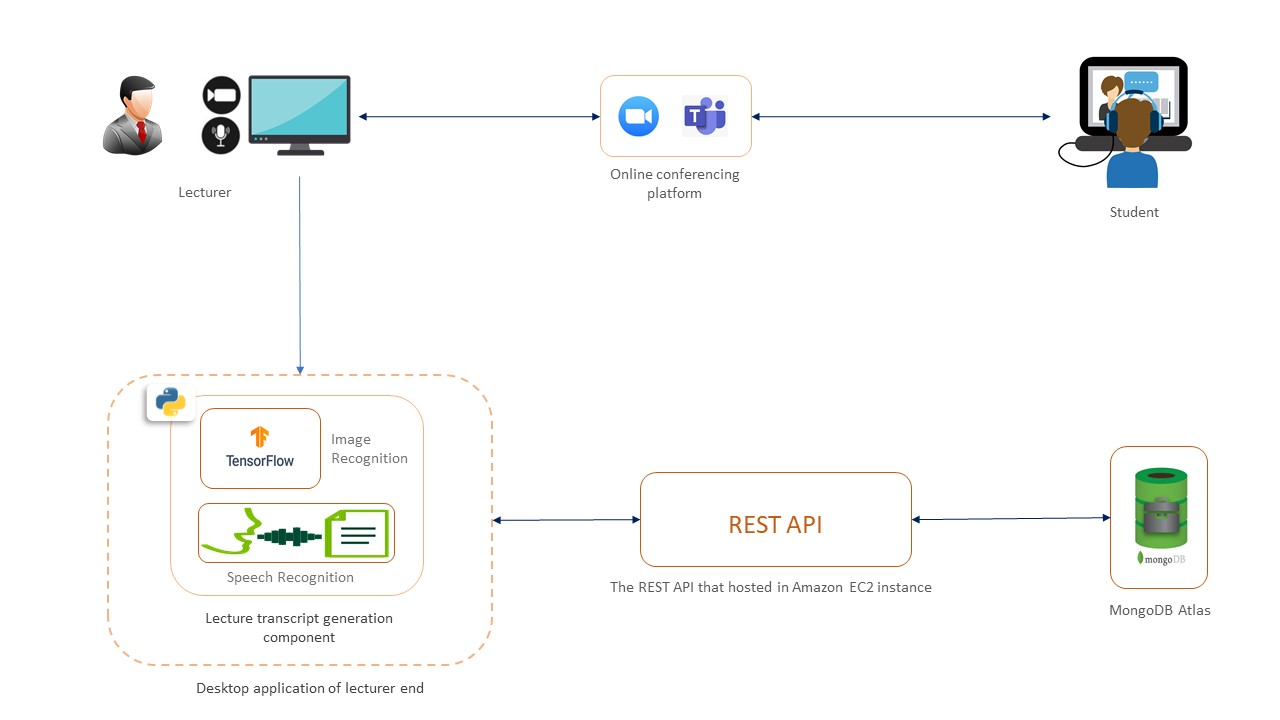 Lecturer
T
Online conferencing
platform
Student
TensorFlow
Image
Recognition
Speech Recognition
Lecture transcript generation
component
Desktop application of lecturer end
REST API
The REST API that hosted in Amazon EC2 instance
mongoDB
MongoDB Atlas